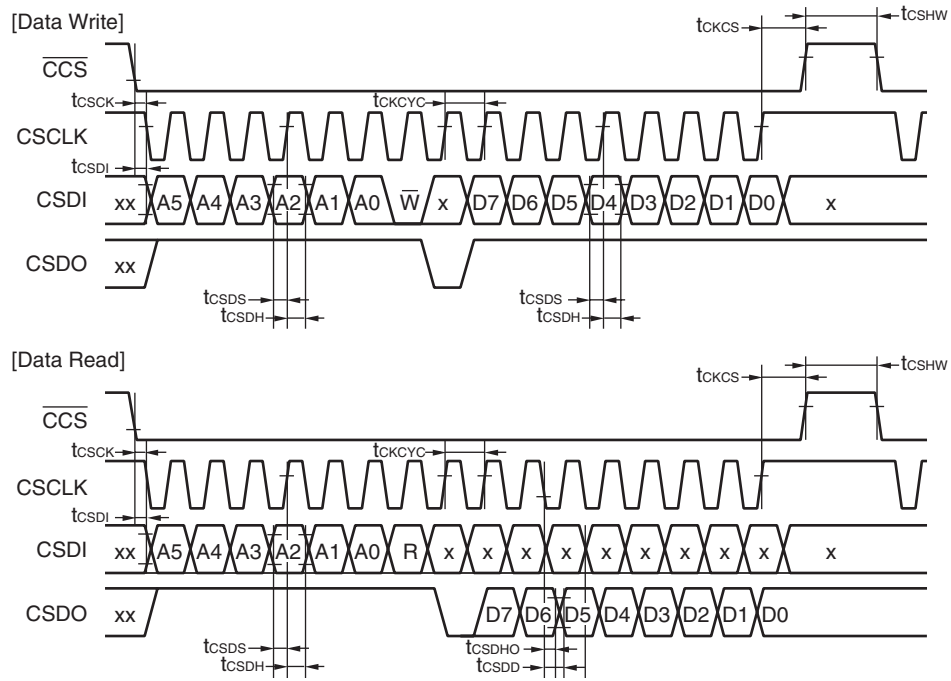 [Data Write]
tCKCS
tCSHW
CCS
tCSCK
tCKCYC
CSCLK
tCSDI
CSDI xx A5 A4 A3 A2 A1 A0 W x D7 D6 D5 D4 D3 D2 D1 D0 x
CSDO xx
tCSDS tCSDS
tCSDH tCSDH
[Data Read]
tCKCS
tCSHW
CCS
tCSCK
tCKCYC
CSCLK
tCSDI
CSDI xx A5 A4 A3 A2 A1 A0 R x x x x x x x x x x
CSDO xx D7 D6 D5 D4 D3 D2 D1 D0
tCSDS tCSDHO
tCSDH tCSDD